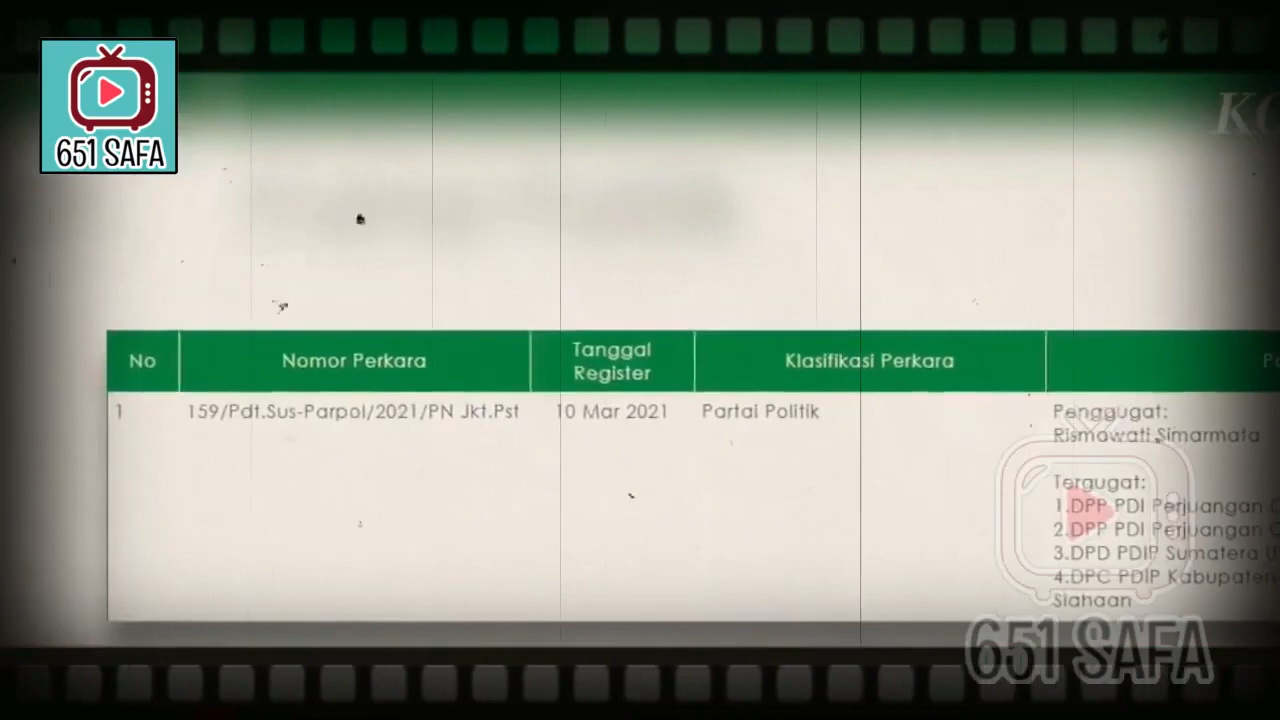 651 SAFA
No
Nomor Perkara
Tanggal
Register
Klasifikasi Perkara
1
159/Pdt.Sus-Parpol/2021/PN Jkt.Pst
10 Mar 2021
Partai Politik
Penggugat:
Rismawati Simarmata
Tergugat:
1.DPP PDI Perjuangan
2.DPP PDI Perjuangan
3.DPD PDIP Sumatera
4.DPC PDIP Kabupaten
Siahaan
651 SAFA